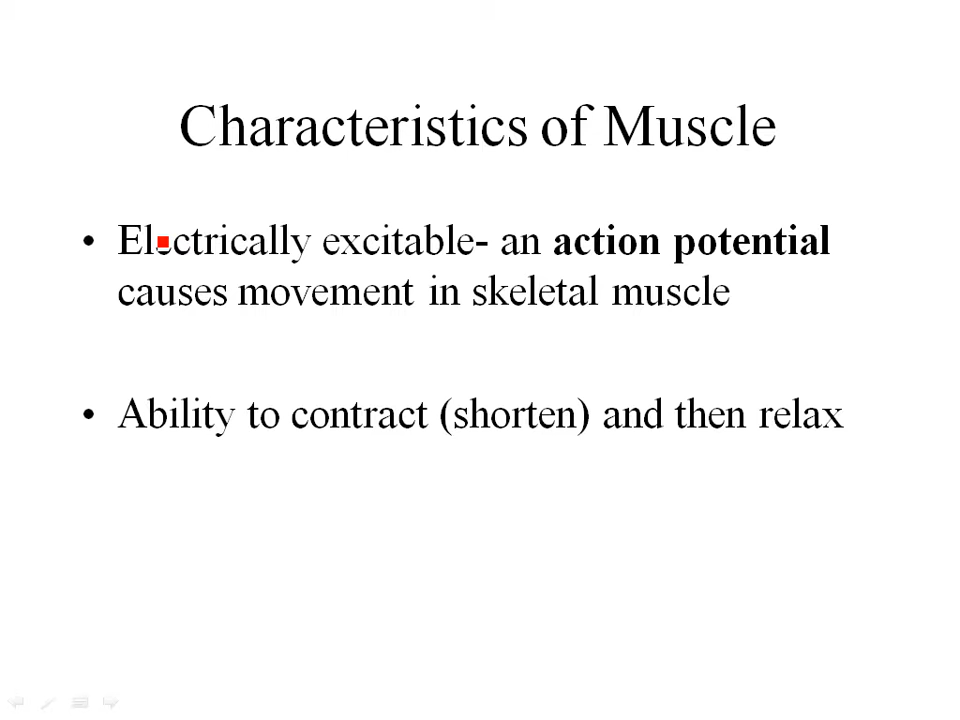 Characteristics of Muscle
• Electrically excitable- an action potential
causes movement in skeletal muscle
• Ability to contract (shorten) and then relax